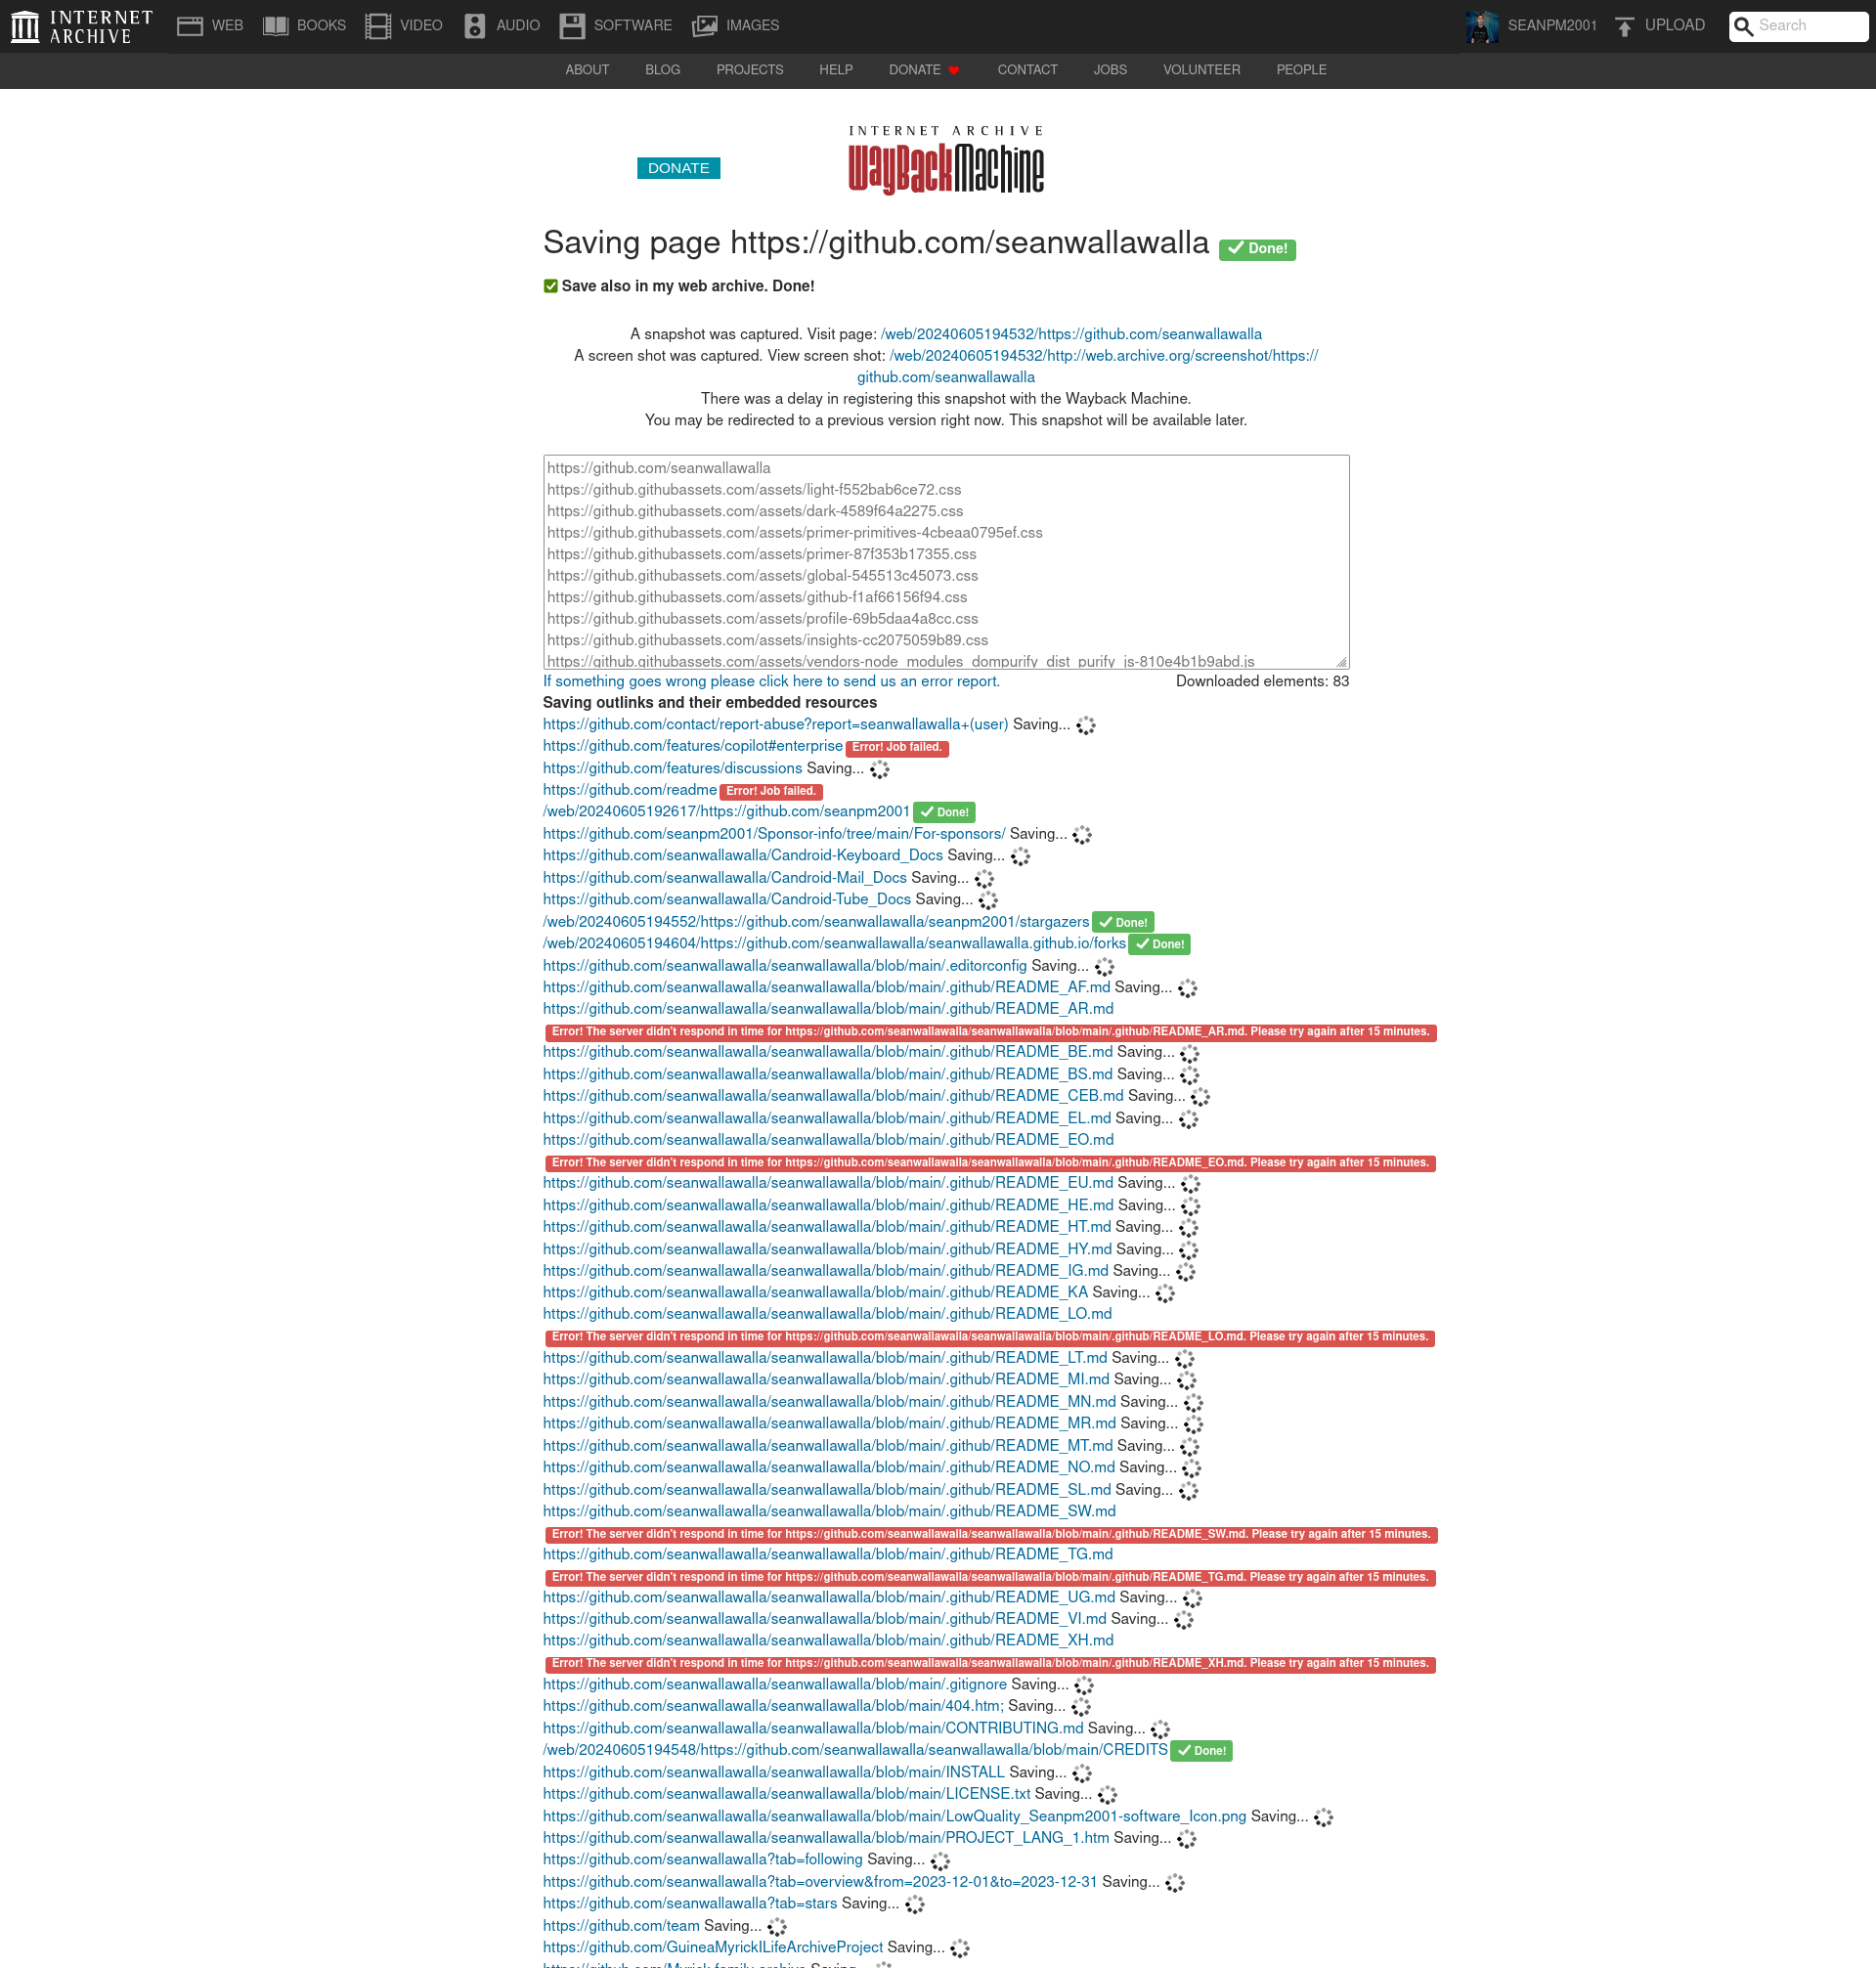 INTERNET ARCHIVE
WEB BOOKS VIDEO AUDIO SOFTWARE IMAGES SEANPM2001 UPLOAD Search
ABOUT BLOG PROJECTS HELP DONATE CONTACT JOBS VOLUNTEER PEOPLE
INTERNET ARCHIVE
DONATE WayBackMachine
Saving page https://github.com/seanwallawalla Done!
Save also in my web archive. Done!
A snapshot was captured. Visit page: /web/20240605194532/https://github.com/seanwallawalla
A screen shot was captured. View screen shot: /web/20240605194532/http://web.archive.org/screenshot/https://
github.com/seanwallawalla
There was a delay in registering this snapshot with the Wayback Machine.
You may be redirected to a previous version right now. This snapshot will be available later.
https://github.com/seanwallawalla
https://github.githubassets.com/assets/light-f552bab6ce72.css
https://github.githubassets.com/assets/dark-4589f64a2275.css
https://github.githubassets.com/assets/primer-primitives-4cbeaa0795ef.css
https://github.githubassets.com/assets/primer-87f353b17355.css
https://github.githubassets.com/assets/global-545513c45073.css
https://github.githubassets.com/assets/github-f1af66156f94.css
https://github.githubassets.com/assets/profile-69b5daa4a8cc.css
https://github.githubassets.com/assets/insights-cc2075059b89.css
https://github.githubassets.com/assets/vendors-node_modules_dompurify_dist_purify_js-810e4b1b9abd.js
If something goes wrong please click here to send us an error report. Downloaded elements: 83
Saving outlinks and their embedded resources
https://github.com/contact/report-abuse?report=seanwallawalla+(user) Saving...
https://github.com/features/copilot#enterprise Error! Job failed.
https://github.com/features/discussions Saving...
https://github.com/readme Error! Job failed.
/web/20240605192617/https://github.com/seanpm2001 Done!
https://github.com/seanpm2001/Sponsor-info/tree/main/For-sponsors/ Saving...
https://github.com/seanwallawalla/Candroid-Keyboard_Docs Saving...
https://github.com/seanwallawalla/Candroid-Mail_Docs Saving...
https://github.com/seanwallawalla/Candroid-Tube_Docs Saving...
/web/20240605194552/https://github.com/seanwallawalla/seanpm2001/stargazers Done!
/web/20240605194604/https://github.com/seanwallawalla/seanwallawalla.github.io/forks Done!
https://github.com/seanwallawalla/seanwallawalla/blob/main/.editorconfig Saving...
https://github.com/seanwallawalla/seanwallawalla/blob/main/.github/README_AF.md Saving...
https://github.com/seanwallawalla/seanwallawalla/blob/main/.github/README_AR.md
Error! The server didn't respond in time for https://github.com/seanwallawalla/seanwallawalla/blob/main/.github/README_AR.md. Please try again after 15 minutes.
https://github.com/seanwallawalla/seanwallawalla/blob/main/.github/README_BE.md Saving...
https://github.com/seanwallawalla/seanwallawalla/blob/main/.github/README_BS.md Saving...
https://github.com/seanwallawalla/seanwallawalla/blob/main/.github/README_CEB.md Saving...
https://github.com/seanwallawalla/seanwallawalla/blob/main/.github/README_EL.md Saving...
https://github.com/seanwallawalla/seanwallawalla/blob/main/.github/README_EO.md
Error! The server didn't respond in time for https://github.com/seanwallawalla/seanwallawalla/blob/main/.github/README_EO.md. Please try again after 15 minutes.
https://github.com/seanwallawalla/seanwallawalla/blob/main/.github/README_EU.md Saving...
https://github.com/seanwallawalla/seanwallawalla/blob/main/.github/README_HE.md Saving...
https://github.com/seanwallawalla/seanwallawalla/blob/main/.github/README_HT.md Saving...
https://github.com/seanwallawalla/seanwallawalla/blob/main/.github/README_HY.md Saving...
https://github.com/seanwallawalla/seanwallawalla/blob/main/.github/README_IG.md Saving...
https://github.com/seanwallawalla/seanwallawalla/blob/main/.github/README_KA Saving...
https://github.com/seanwallawalla/seanwallawalla/blob/main/.github/README_LO.md
Error! The server didn't respond in time for https://github.com/seanwallawalla/seanwallawalla/blob/main/.github/README_LO.md. Please try again after 15 minutes.
https://github.com/seanwallawalla/seanwallawalla/blob/main/.github/README_LT.md Saving...
https://github.com/seanwallawalla/seanwallawalla/blob/main/.github/README_MI.md Saving...
https://github.com/seanwallawalla/seanwallawalla/blob/main/.github/README_MN.md Saving...
https://github.com/seanwallawalla/seanwallawalla/blob/main/.github/README_MR.md Saving...
https://github.com/seanwallawalla/seanwallawalla/blob/main/.github/README_MT.md Saving...
https://github.com/seanwallawalla/seanwallawalla/blob/main/.github/README_NO.md Saving...
https://github.com/seanwallawalla/seanwallawalla/blob/main/.github/README_SL.md Saving...
https://github.com/seanwallawalla/seanwallawalla/blob/main/.github/README_SW.md
Error! The server didn't respond in time for https://github.com/seanwallawalla/seanwallawalla/blob/main/.github/README_SW.md. Please try again after 15 minutes.
https://github.com/seanwallawalla/seanwallawalla/blob/main/.github/README_TG.md
Error! The server didn't respond in time for https://github.com/seanwallawalla/seanwallawalla/blob/main/.github/README_TG.md. Please try again after 15 minutes.
https://github.com/seanwallawalla/seanwallawalla/blob/main/.github/README_UG.md Saving...
https://github.com/seanwallawalla/seanwallawalla/blob/main/.github/README_VI.md Saving...
https://github.com/seanwallawalla/seanwallawalla/blob/main/.github/README_XH.md
Error! The server didn't respond in time for https://github.com/seanwallawalla/seanwallawalla/blob/main/.github/README_XH.md. Please try again after 15 minutes.
https://github.com/seanwallawalla/seanwallawalla/blob/main/.gitignore Saving...
https://github.com/seanwallawalla/seanwallawalla/blob/main/404.htm; Saving...
https://github.com/seanwallawalla/seanwallawalla/blob/main/CONTRIBUTING.md Saving...
/web/20240605194548/https://github.com/seanwallawalla/seanwallawalla/blob/main/CREDITS Done!
https://github.com/seanwallawalla/seanwallawalla/blob/main/INSTALL Saving...
https://github.com/seanwallawalla/seanwallawalla/blob/main/LICENSE.txt Saving...
https://github.com/seanwallawalla/seanwallawalla/blob/main/LowQuality_Seanpm2001-software_Icon.png Saving...
https://github.com/seanwallawalla/seanwallawalla/blob/main/PROJECT_LANG_1.htm Saving...
https://github.com/seanwallawalla?tab=following Saving...
https://github.com/seanwallawalla?tab=overview&from=2023-12-01&to=2023-12-31 Saving...
https://github.com/seanwallawalla?tab=stars Saving...
https://github.com/team Saving...
https://github.com/GuineaMyrickILifeArchiveProject Saving...
https://github.com/Myrick-family-archive Saving...